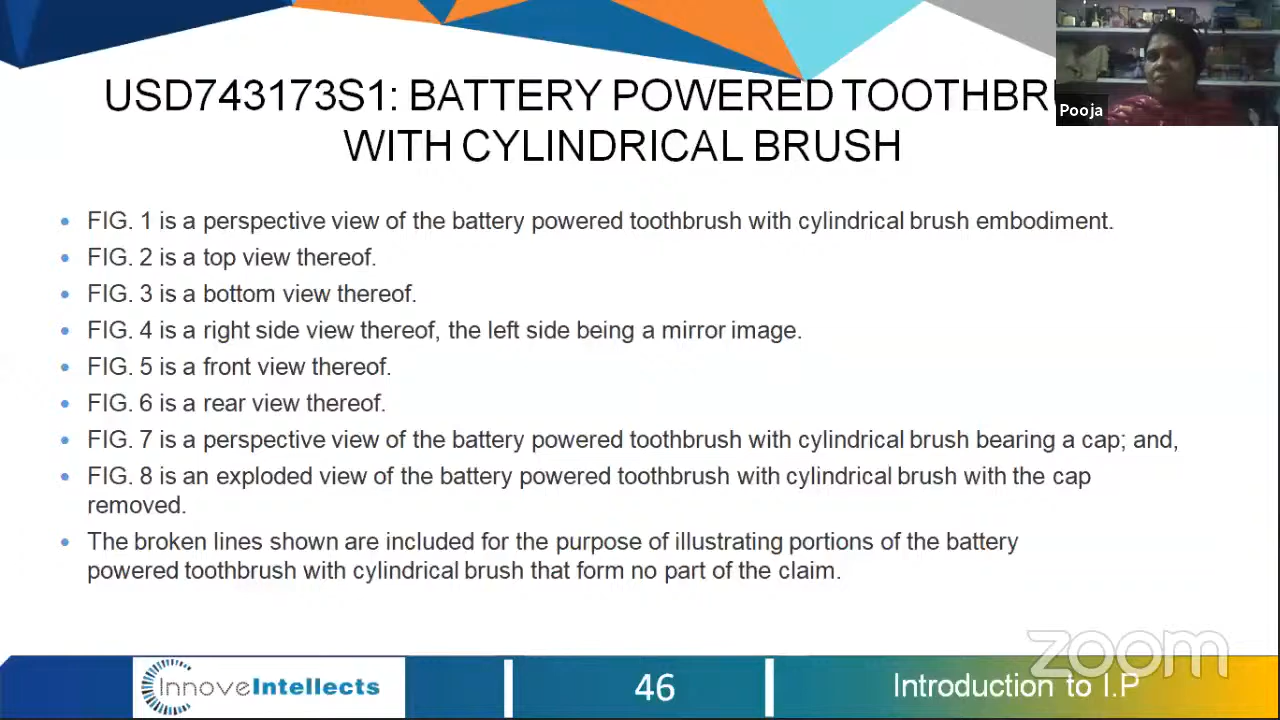 USD743173S1: BATTERY POWERED
WITH CYLINDRICAL BRUSH
Pooja
• FIG. 1 is a perspective view of the battery powered toothbrush with cylindrical brush embodiment.
• FIG. 2 is a top view thereof.
• FIG. 3 is a bottom view thereof.
• FIG. 4 is a right side view thereof, the left side being a mirror image.
• FIG. 5 is a front view thereof.
• FIG. 6 is a rear view thereof.
• FIG. 7 is a perspective view of the battery powered toothbrush with cylindrical brush bearing a cap; and,
• FIG. 8 is an exploded view of the battery powered toothbrush with cylindrical brush with the cap
removed.
• The broken lines shown are included for the purpose of illustrating portions of the battery
powered toothbrush with cylindrical brush that form no part of the claim.
zoom
InnoveIntellects
46
Introduction to I.P